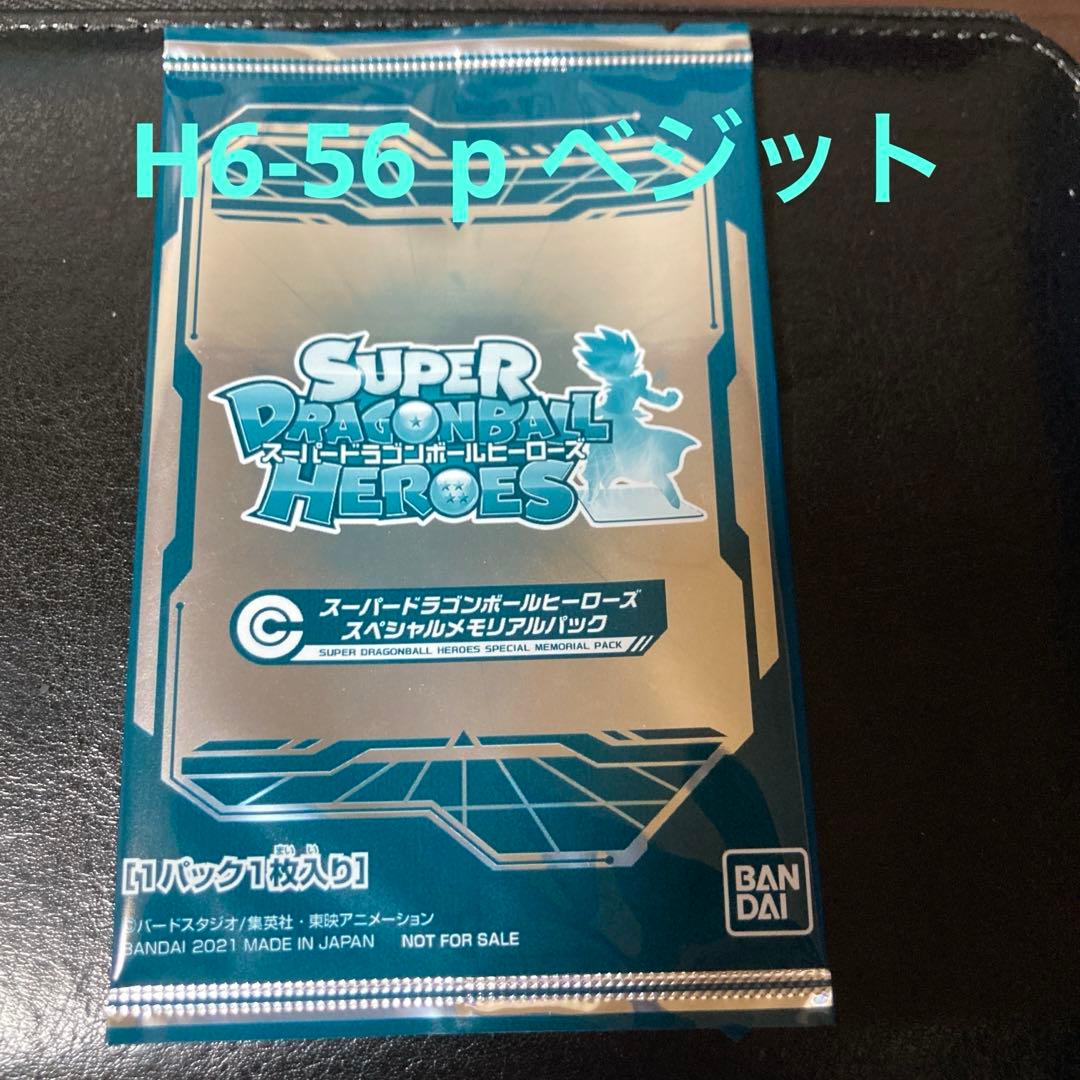 H6-56 p ベジット
SUPER
DRAGONBALL
スーパードラゴンボールヒーローズ
HEROES
スーパードラゴンボールヒーローズ
スペシャルメモリアルパック
SUPER DRAGONBALL HEROES SPECIAL MEMORIAL PACK
まい い
[1パック1枚入り]
BAN
DAI
©バードスタジオ/集英社・東映アニメーション
BANDAI 2021 MADE IN JAPAN NOT FOR SALE